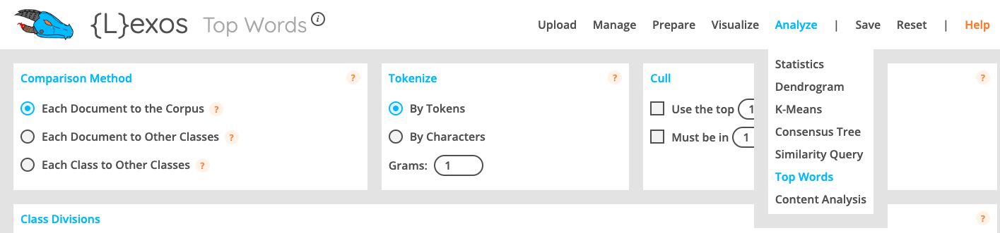 {L}exos Top Words i
Upload Manage Prepare Visualize Analyze | Save Reset | Help
Statistics
Dendrogram
K-Means
Consensus Tree
Similarity Query
Top Words
Content Analysis
Comparison Method ?
Each Document to the Corpus ?
Each Document to Other Classes ?
Each Class to Other Classes ?
Tokenize ?
By Tokens
By Characters
Grams: 1
Cull ?
Use the top 1
Must be in 1
Class Divisions ?